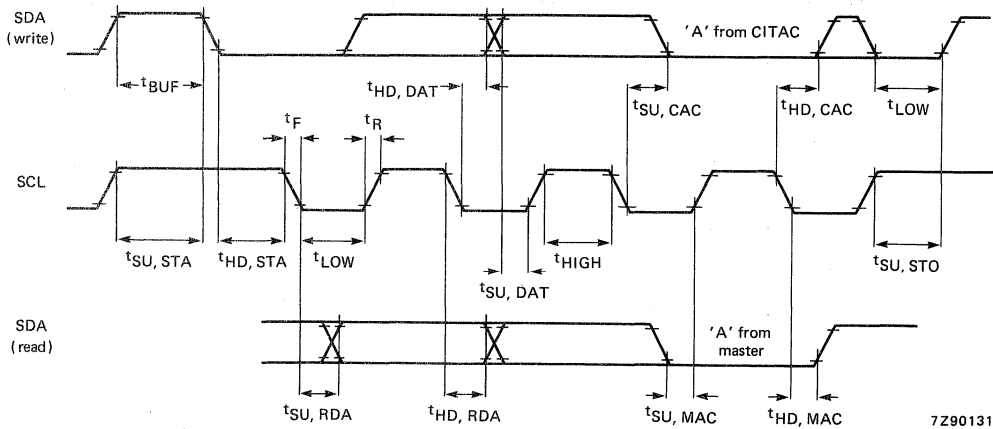 SDA
(write)
'A' from CITAC
tBUF
tHD, DAT
tSU, CAC
tHD, CAC
tLOW
tF
tR
SCL
tSU, STA
tHD, STA
tLOW
tSU, DAT
tHIGH
tSU, STO
SDA
(read)
'A' from
master
tSU, RDA
tHD, RDA
tSU, MAC
tHD, MAC
7Z90131